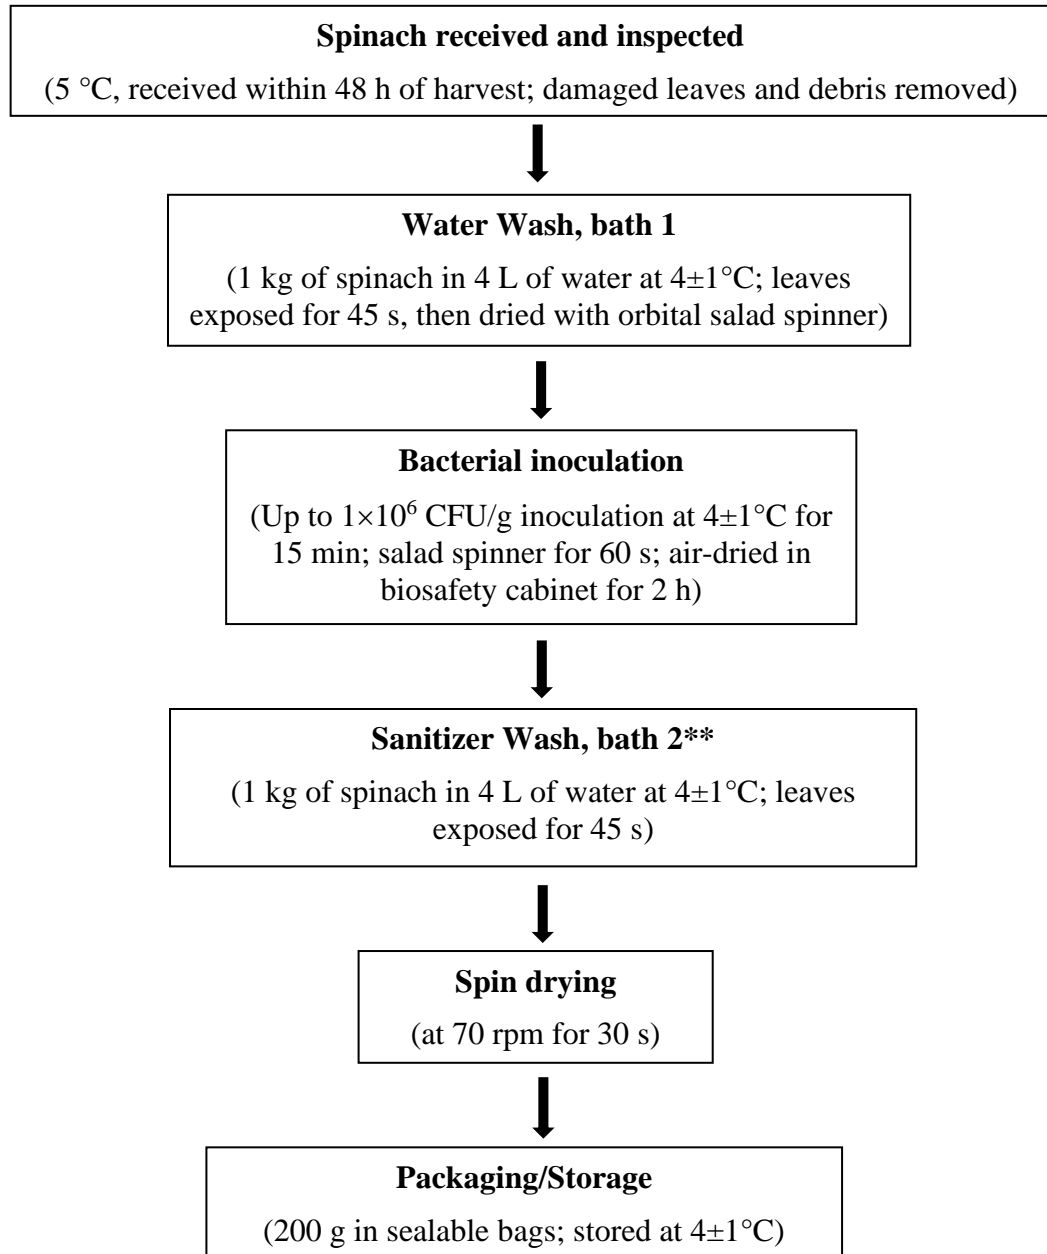 Spinach received and inspected
(5 °C, received within 48 h of harvest; damaged leaves and debris removed)
Water Wash, bath 1
(1 kg of spinach in 4 L of water at 4±1°C; leaves
exposed for 45 s, then dried with orbital salad spinner)
Bacterial inoculation
(Up to 1×10⁶ CFU/g inoculation at 4±1°C for
15 min; salad spinner for 60 s; air-dried in
biosafety cabinet for 2 h)
Sanitizer Wash, bath 2**
(1 kg of spinach in 4 L of water at 4±1°C; leaves
exposed for 45 s)
Spin drying
(at 70 rpm for 30 s)
Packaging/Storage
(200 g in sealable bags; stored at 4±1°C)